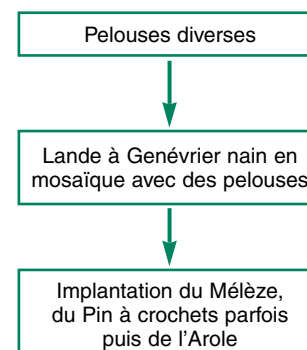 Pelouses diverses
Lande à Genévrier nain en
mosaïque avec des pelouses
Implantation du Mélèze,
du Pin à crochets parfois
puis de l'Arole